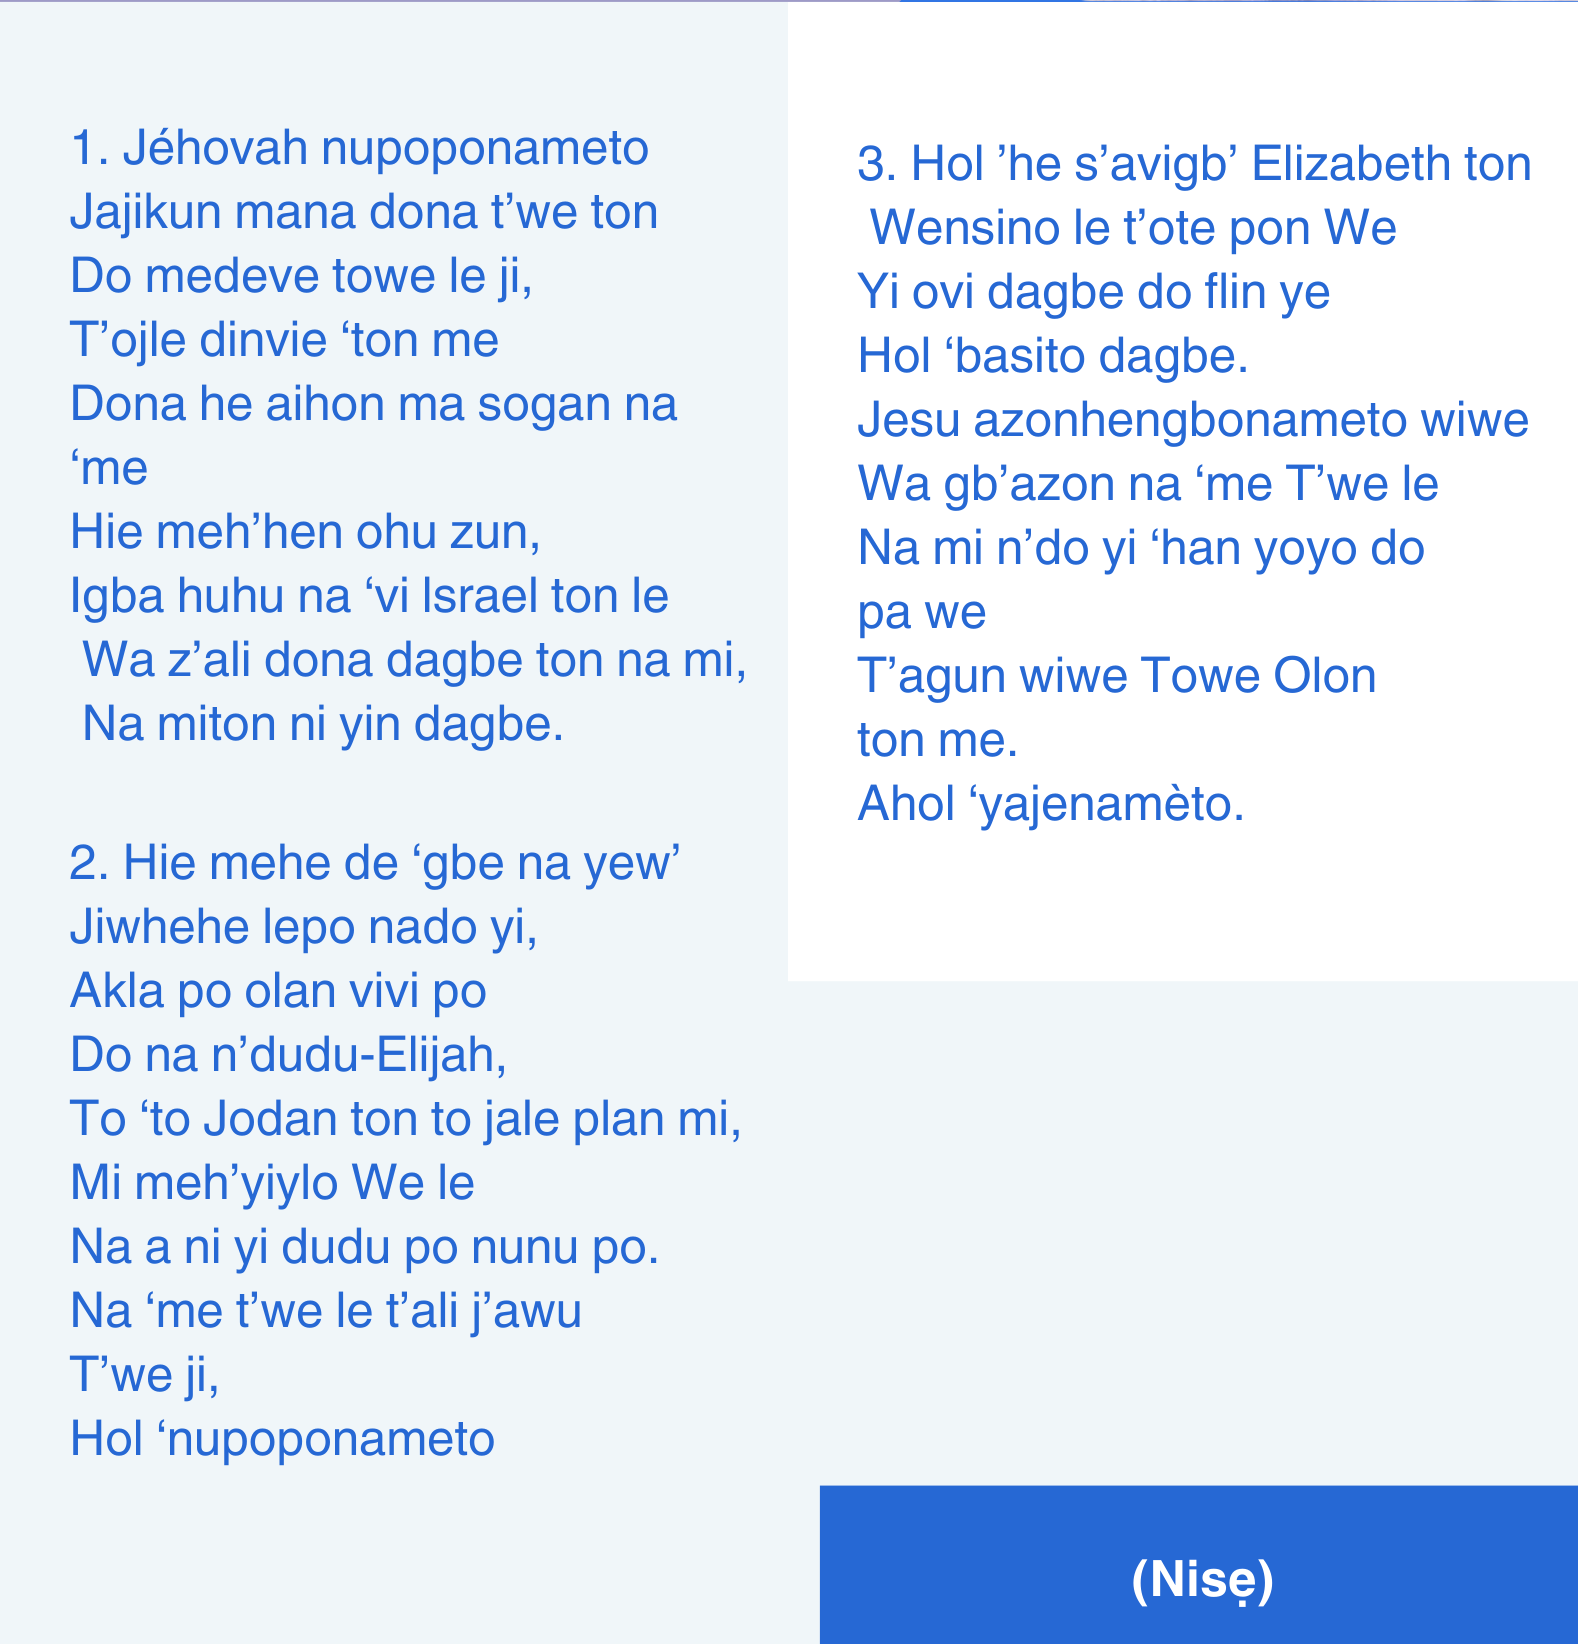 1. Jéhovah nupoponameto
Jajikun mana dona t’we ton
Do medeve towe le ji,
T’ojle dinvie ‘ton me
Dona he aihon ma sogan na
‘me
Hie meh’hen ohu zun,
Igba huhu na ‘vi Israel ton le
Wa z’ali dona dagbe ton na mi,
Na miton ni yin dagbe.
2. Hie mehe de ‘gbe na yew’
Jiwhehe lepo nado yi,
Akla po olan vivi po
Do na n’dudu-Elijah,
To ‘to Jodan ton to jale plan mi,
Mi meh’yiylo We le
Na a ni yi dudu po nunu po.
Na ‘me t’we le t’ali j’awu
T’we ji,
Hol ‘nupoponameto
3. Hol ’he s’avigb’ Elizabeth ton
Wensino le t’ote pon We
Yi ovi dagbe do flin ye
Hol ‘basito dagbe.
Jesu azonhengbonameto wiwe
Wa gb’azon na ‘me T’we le
Na mi n’do yi ‘han yoyo do
pa we
T’agun wiwe Towe Olon
ton me.
Ahol ‘yajenamèto.
(Nisẹ)